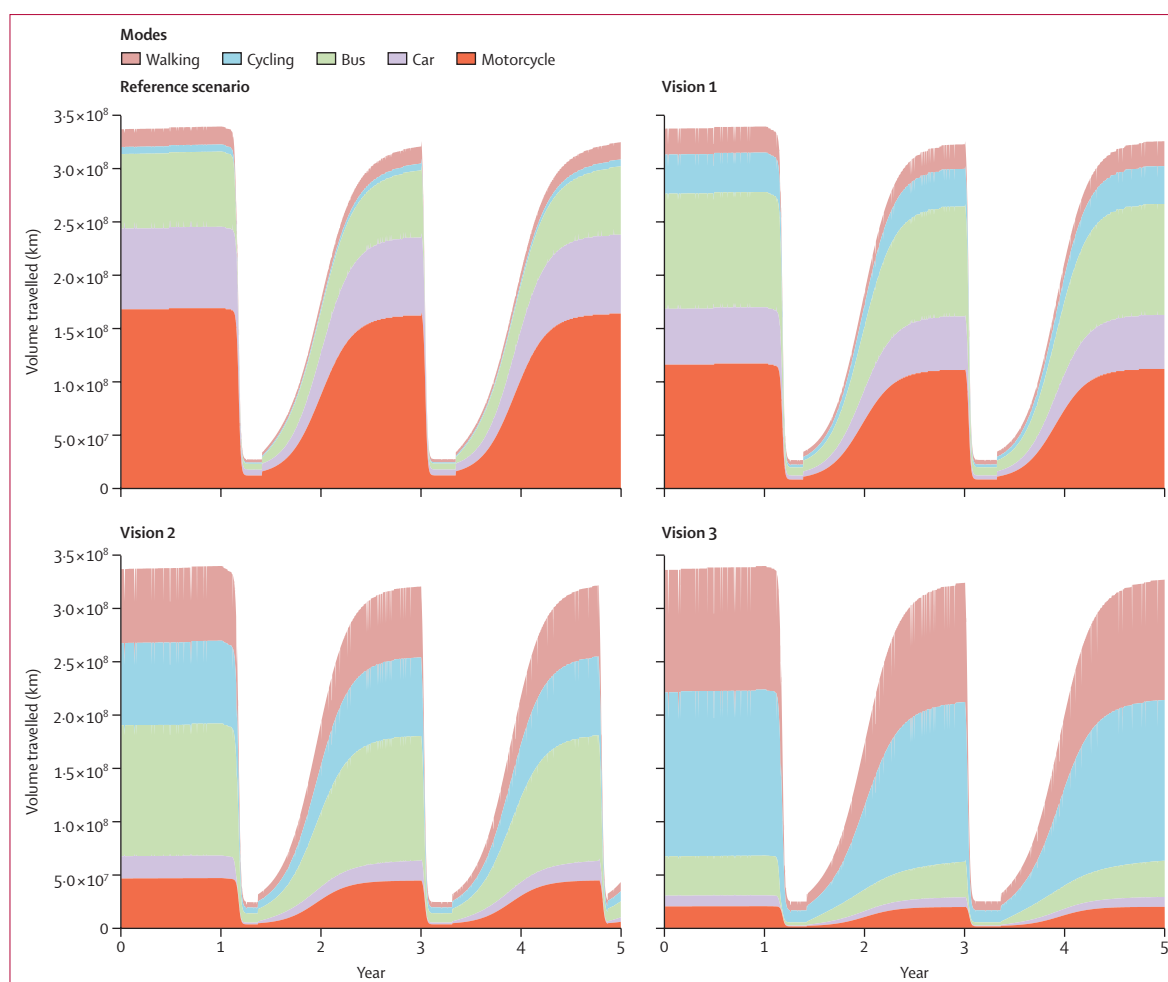 Modes
Walking Cycling Bus Car Motorcycle
Reference scenario
Vision 1
3·5×10⁸
3·0×10⁸
2·5×10⁸
2·0×10⁸
1·5×10⁸
1·0×10⁸
5·0×10⁷
0
Volume travelled (km)
Vision 2
Vision 3
3·5×10⁸
3·0×10⁸
2·5×10⁸
2·0×10⁸
1·5×10⁸
1·0×10⁸
5·0×10⁷
0
Volume travelled (km)
0 1 2 3 4 5
Year
0 1 2 3 4 5
Year